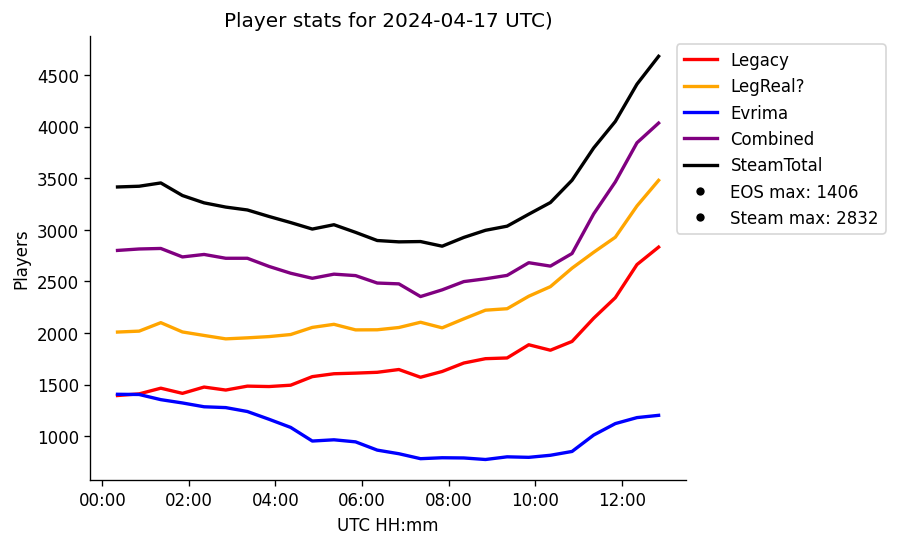 Player stats for 2024-04-17 UTC)
Players
4500
4000
3500
3000
2500
2000
1500
1000
00:00 02:00 04:00 06:00 08:00 10:00 12:00
UTC HH:mm
Legacy
LegReal?
Evrima
Combined
SteamTotal
EOS max: 1406
Steam max: 2832